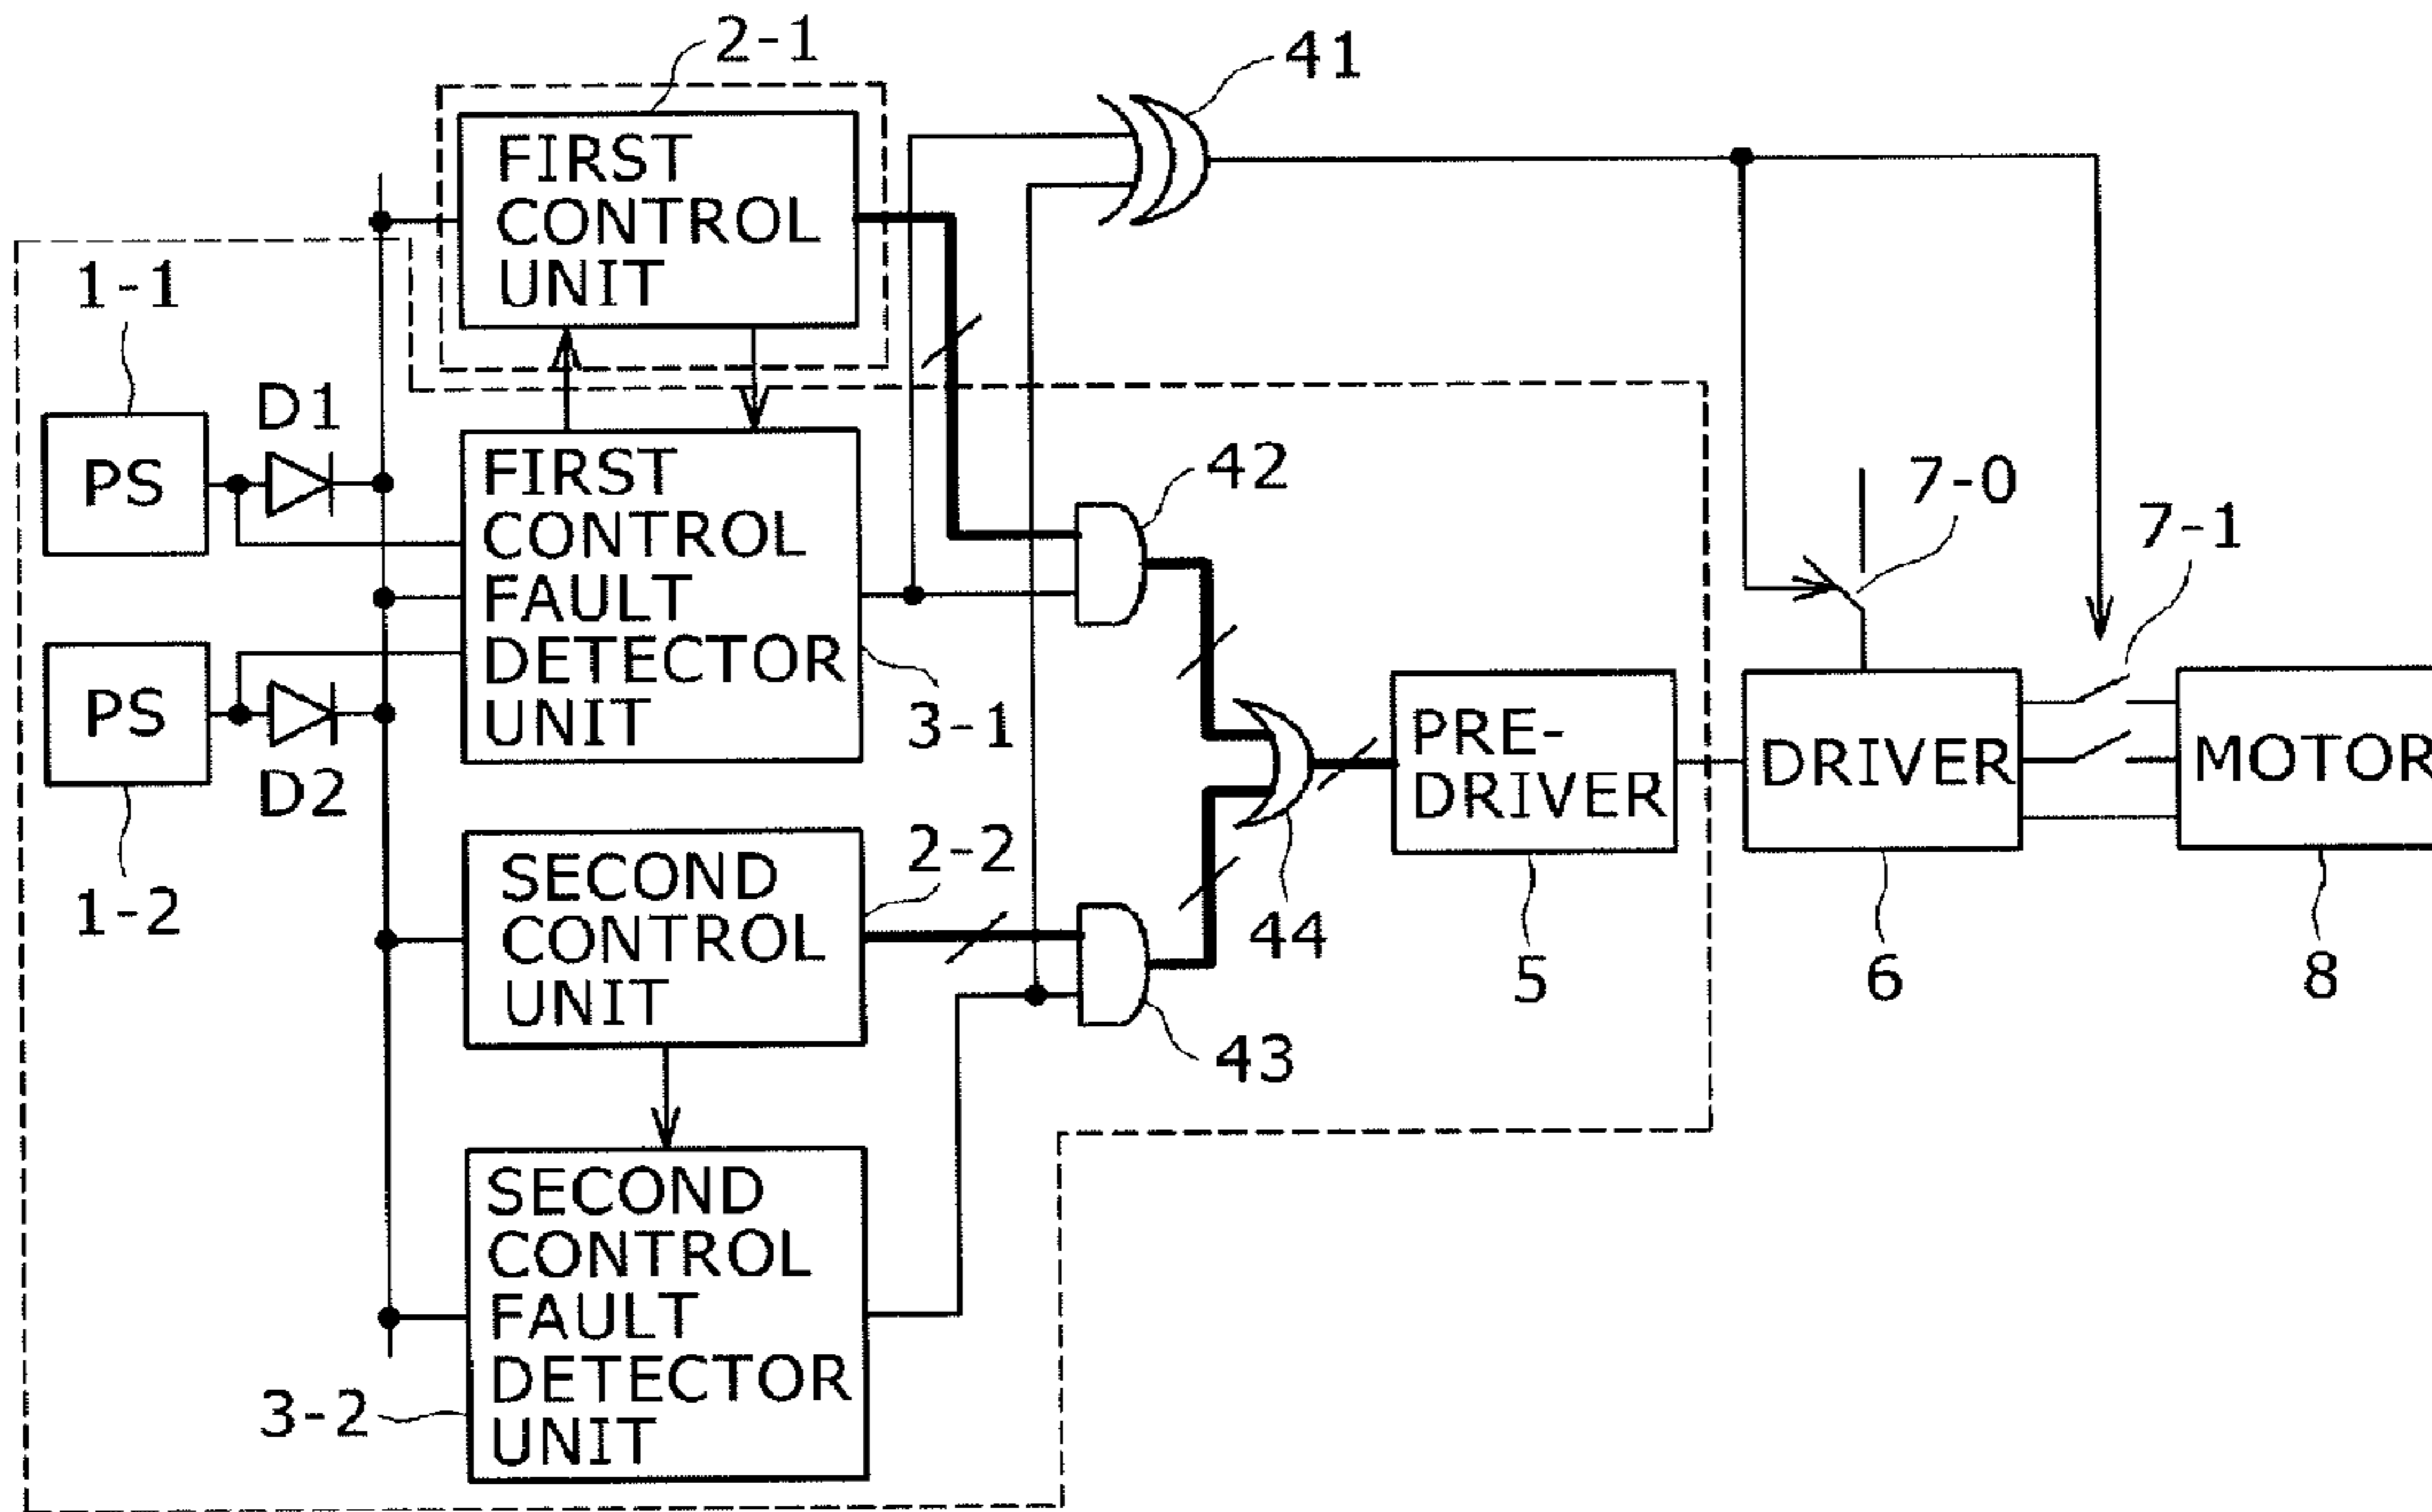 2-1
41
FIRST
CONTROL
UNIT
1-1
D1
PS
FIRST
CONTROL
FAULT
DETECTOR
UNIT
42
7-0
7-1
PS
D2
1-2
3-1
PRE-
DRIVER
DRIVER
MOTOR
2-2
SECOND
CONTROL
UNIT
44
5
6
8
43
SECOND
CONTROL
FAULT
DETECTOR
UNIT
3-2